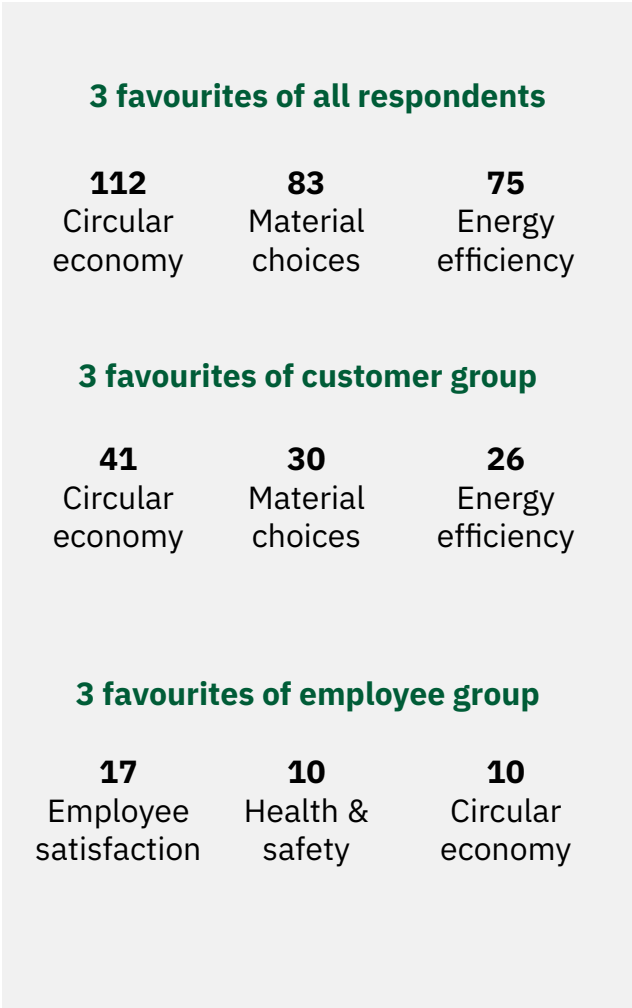 3 favourites of all respondents
112 83 75
Circular Material Energy
economy choices efficiency
3 favourites of customer group
41 30 26
Circular Material Energy
economy choices efficiency
3 favourites of employee group
17 10 10
Employee Health & Circular
satisfaction safety economy